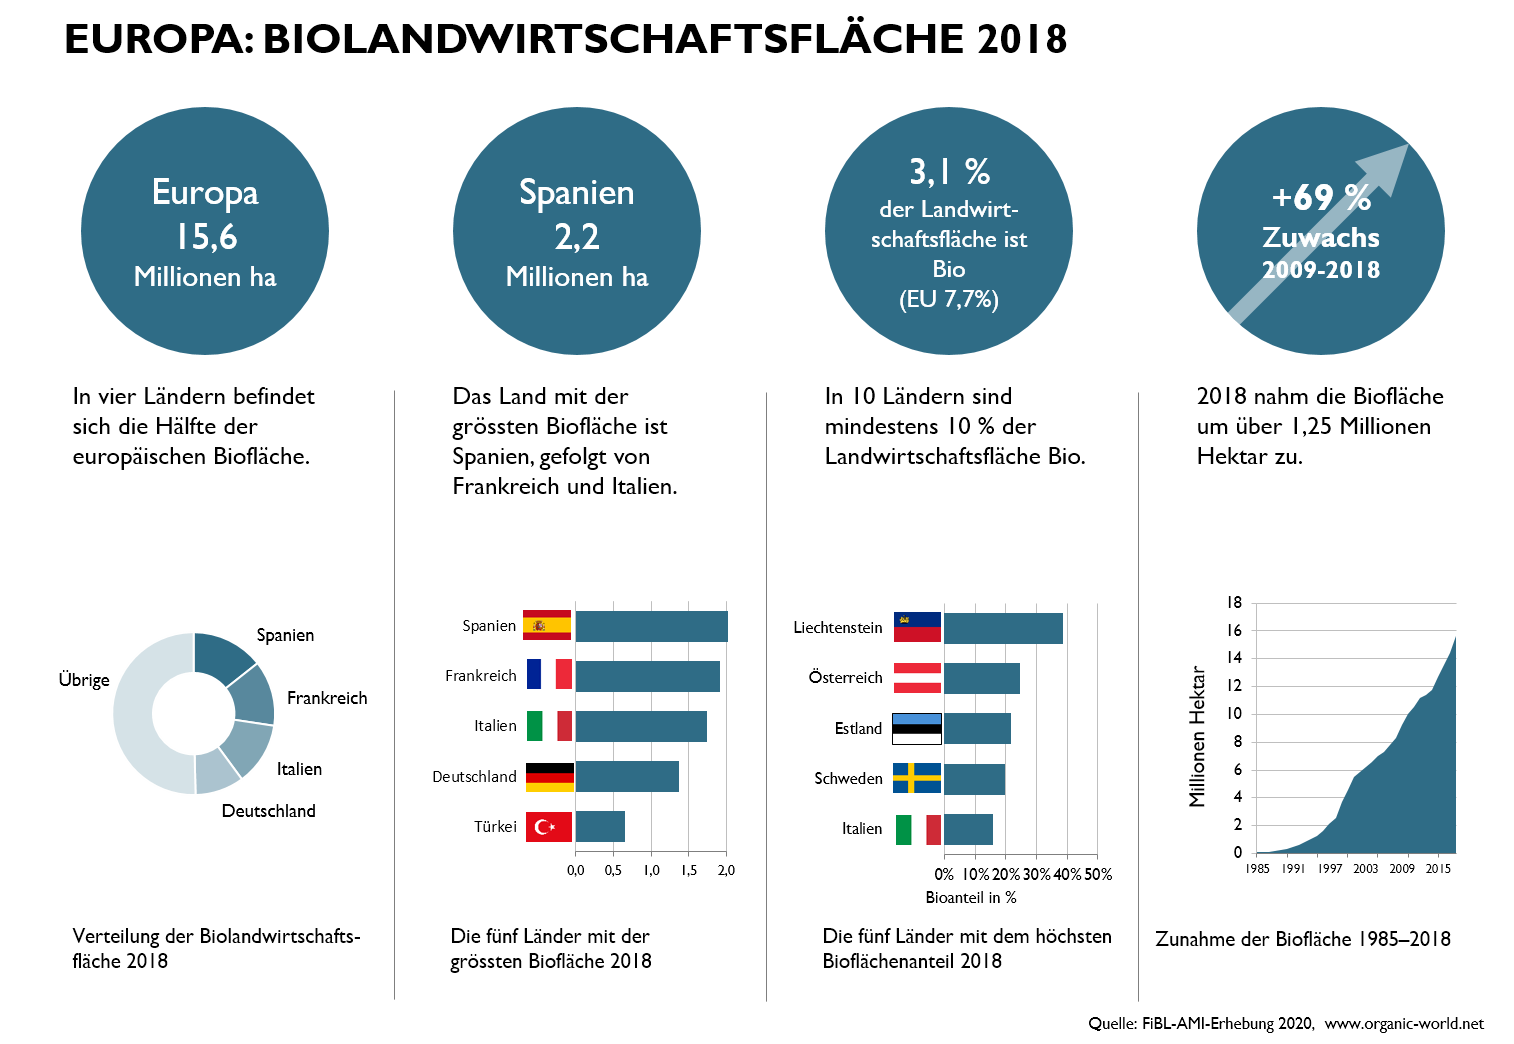 EUROPA: BIOLANDWIRTSCHAFTSFLÄCHE 2018
Europa
15,6
Millionen ha
Spanien
2,2
Millionen ha
3,1 %
der Landwirt-
schaftsfläche ist
Bio
(EU 7,7%)
+69 %
Zuwachs
2009-2018
In vier Ländern befindet
sich die Hälfte der
europäischen Biofläche.
Das Land mit der
grössten Biofläche ist
Spanien, gefolgt von
Frankreich und Italien.
In 10 Ländern sind
mindestens 10 % der
Landwirtschaftsfläche Bio.
2018 nahm die Biofläche
um über 1,25 Millionen
Hektar zu.
Spanien
Frankreich
Italien
Deutschland
Übrige
Verteilung der Biolandwirtschafts-
fläche 2018
Spanien
Frankreich
Italien
Deutschland
Türkei
0,0 0,5 1,0 1,5 2,0
Die fünf Länder mit der
grössten Biofläche 2018
Liechtenstein
Österreich
Estland
Schweden
Italien
0% 10% 20% 30% 40% 50%
Bioanteil in %
Die fünf Länder mit dem höchsten
Bioflächenanteil 2018
Millionen Hektar
18
16
14
12
10
8
6
4
2
0
1985 1991 1997 2003 2009 2015
Zunahme der Biofläche 1985–2018
Quelle: FiBL-AMI-Erhebung 2020, www.organic-world.net